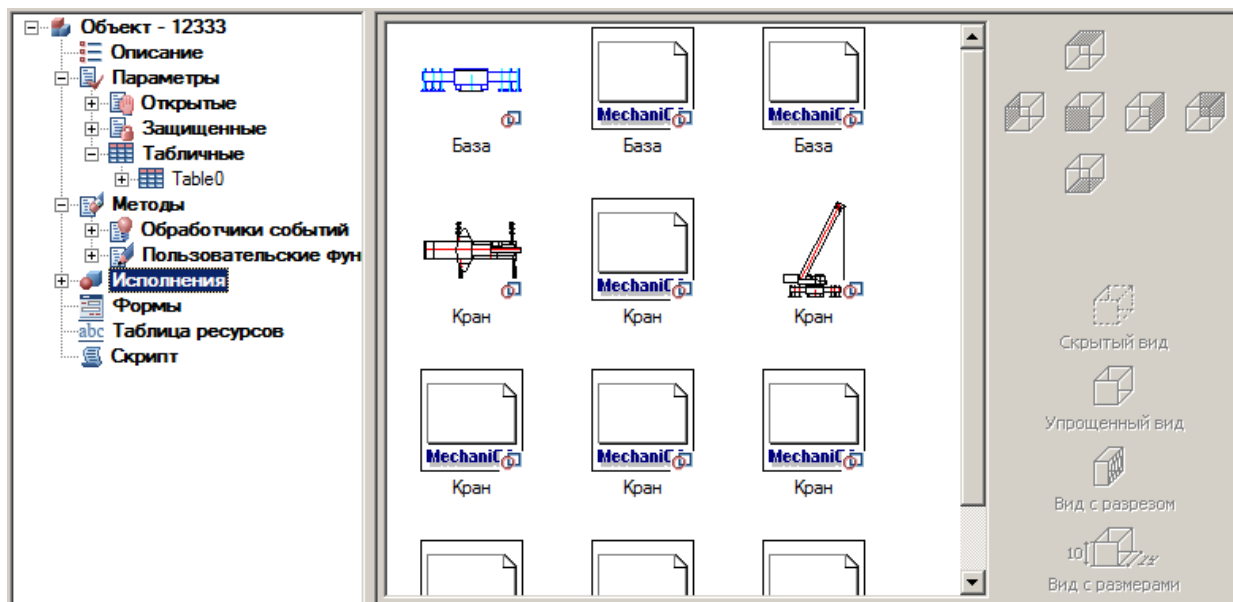 Объект - 12333
Описание
Параметры
Открытые
Защищенные
Табличные
Table0
Методы
Обработчики событий
Пользовательские фун
Исполнения
Формы
abc Таблица ресурсов
Скрипт
База
MechaniC
База
MechaniC
База
Кран
MechaniC
Кран
Кран
MechaniC
Кран
MechaniC
Кран
MechaniC
Кран
Скрытый вид
Упрощенный вид
Вид с разрезом
10
Вид с размерами